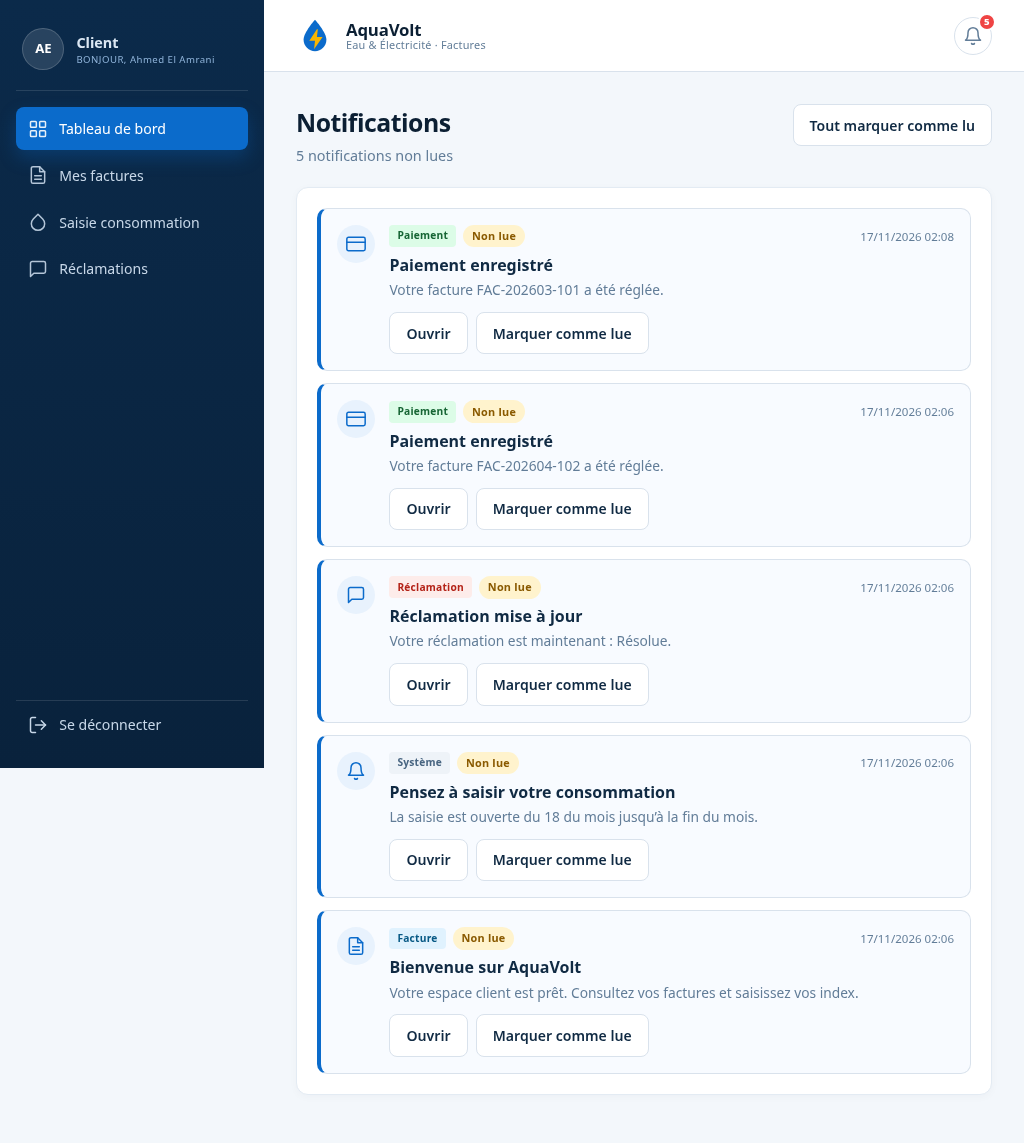 AE
Client
BONJOUR, Ahmed El Amrani
Tableau de bord
Mes factures
Saisie consommation
Réclamations
Se déconnecter
AquaVolt
Eau & Électricité · Factures
5
Notifications
5 notifications non lues
Tout marquer comme lu
Paiement Non lue 17/11/2026 02:08
Paiement enregistré
Votre facture FAC-202603-101 a été réglée.
Ouvrir Marquer comme lue
Paiement Non lue 17/11/2026 02:06
Paiement enregistré
Votre facture FAC-202604-102 a été réglée.
Ouvrir Marquer comme lue
Réclamation Non lue 17/11/2026 02:06
Réclamation mise à jour
Votre réclamation est maintenant : Résolue.
Ouvrir Marquer comme lue
Système Non lue 17/11/2026 02:06
Pensez à saisir votre consommation
La saisie est ouverte du 18 du mois jusqu’à la fin du mois.
Ouvrir Marquer comme lue
Facture Non lue 17/11/2026 02:06
Bienvenue sur AquaVolt
Votre espace client est prêt. Consultez vos factures et saisissez vos index.
Ouvrir Marquer comme lue